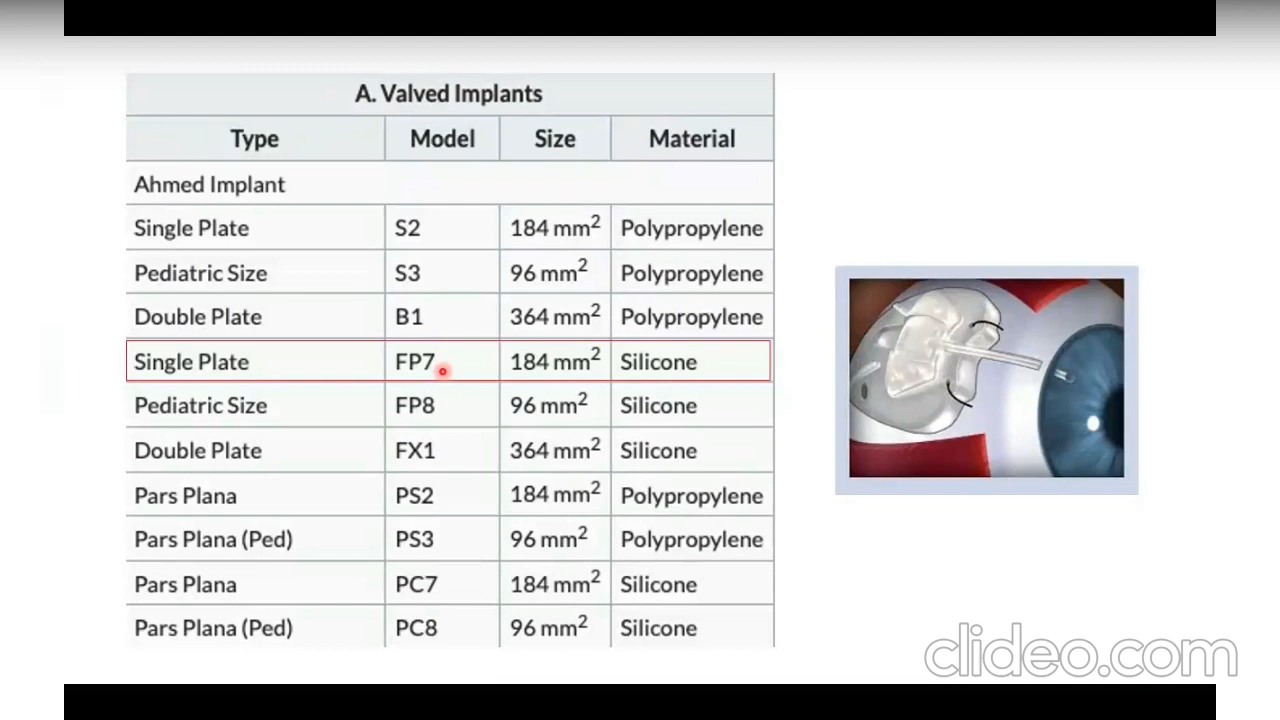 A. Valved Implants
Type Model Size Material
Ahmed Implant
Single Plate S2 184 mm² Polypropylene
Pediatric Size S3 96 mm² Polypropylene
Double Plate B1 364 mm² Polypropylene
Single Plate FP7 184 mm² Silicone
Pediatric Size FP8 96 mm² Silicone
Double Plate FX1 364 mm² Silicone
Pars Plana PS2 184 mm² Polypropylene
Pars Plana (Ped) PS3 96 mm² Polypropylene
Pars Plana PC7 184 mm² Silicone
Pars Plana (Ped) PC8 96 mm² Silicone
clideo.com